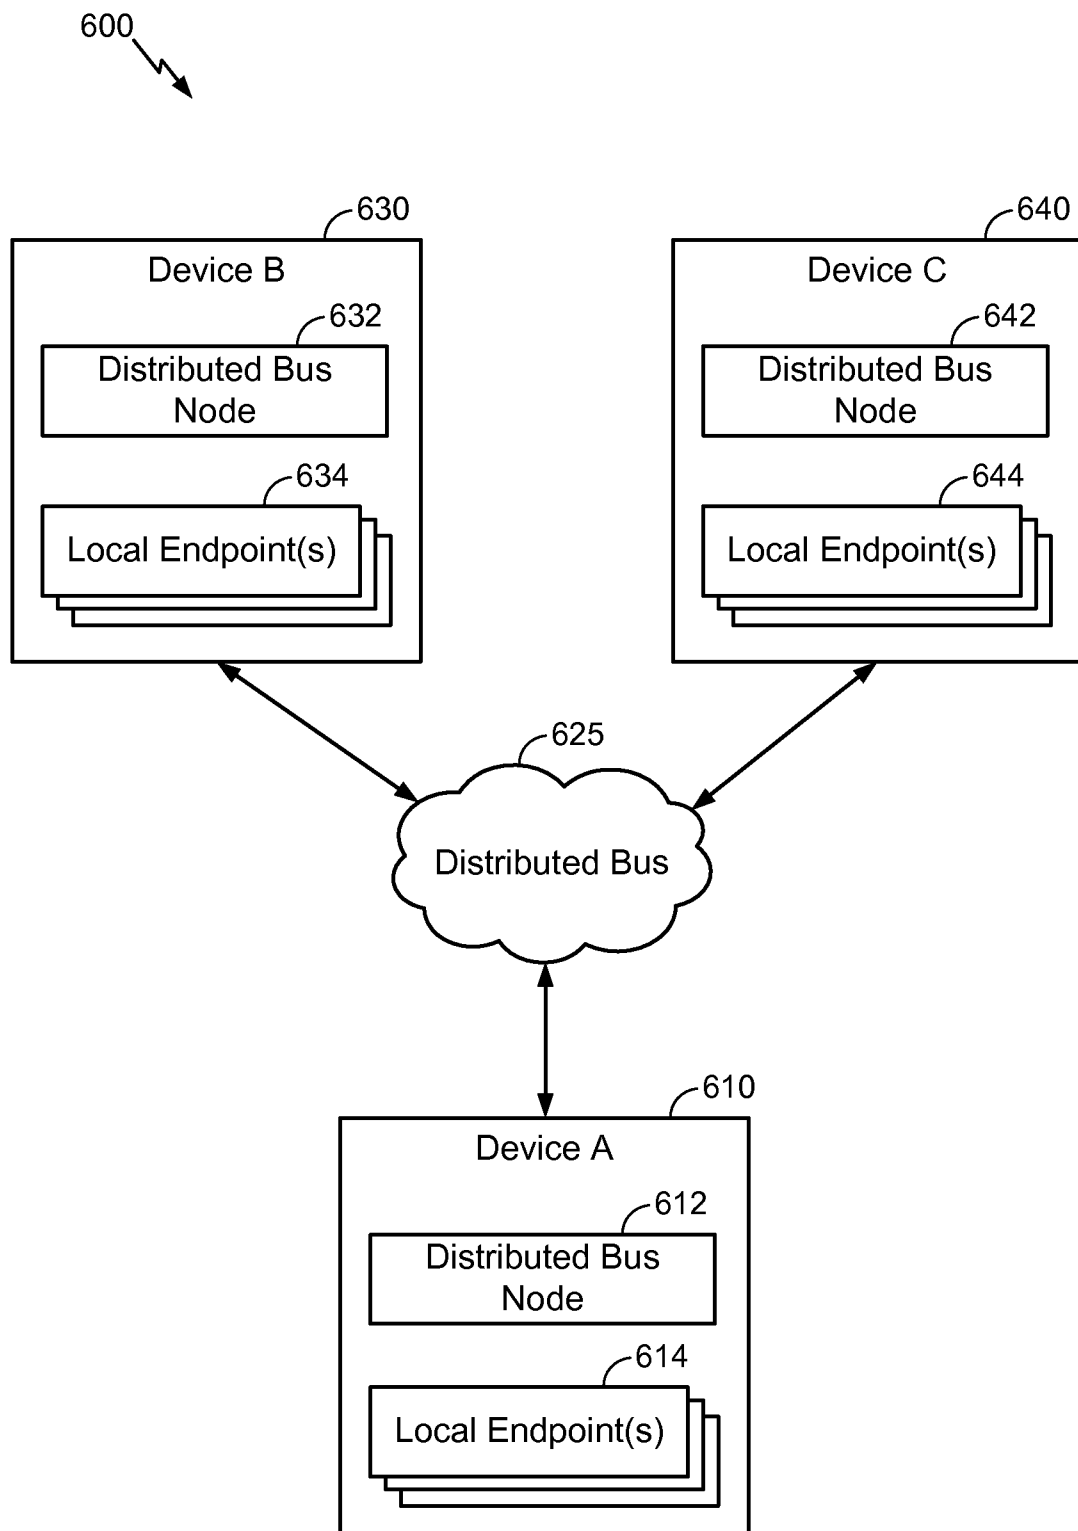 600
630
640
Device B
Device C
632
642
Distributed Bus
Node
Distributed Bus
Node
634
644
Local Endpoint(s)
Local Endpoint(s)
625
Distributed Bus
610
Device A
612
Distributed Bus
Node
614
Local Endpoint(s)